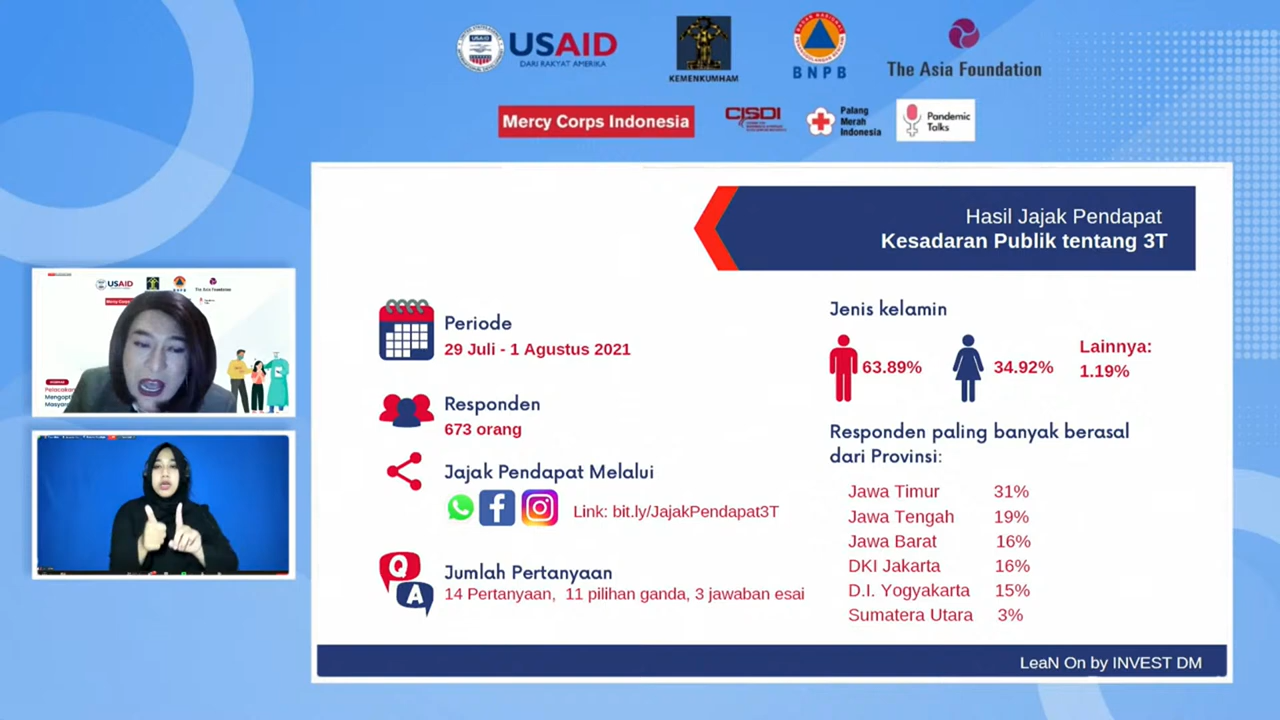 USAID
DARI RAKYAT AMERIKA
KEMENKUMHAM
BNPB
The Asia Foundation
Mercy Corps Indonesia
CISDI
Palang
Merah
Indonesia
Pandemic
Talks
Hasil Jajak Pendapat
Kesadaran Publik tentang 3T
Periode
29 Juli - 1 Agustus 2021
Responden
673 orang
Jajak Pendapat Melalui
Link: bit.ly/JajakPendapat3T
Q
A
Jumlah Pertanyaan
14 Pertanyaan, 11 pilihan ganda, 3 jawaban esai
Jenis kelamin
63.89%
34.92%
Lainnya:
1.19%
Responden paling banyak berasal
dari Provinsi:
Jawa Timur 31%
Jawa Tengah 19%
Jawa Barat 16%
DKI Jakarta 16%
D.I. Yogyakarta 15%
Sumatera Utara 3%
LeaN On by INVEST DM
USAID
The Asia Foundation
Mercy Corps